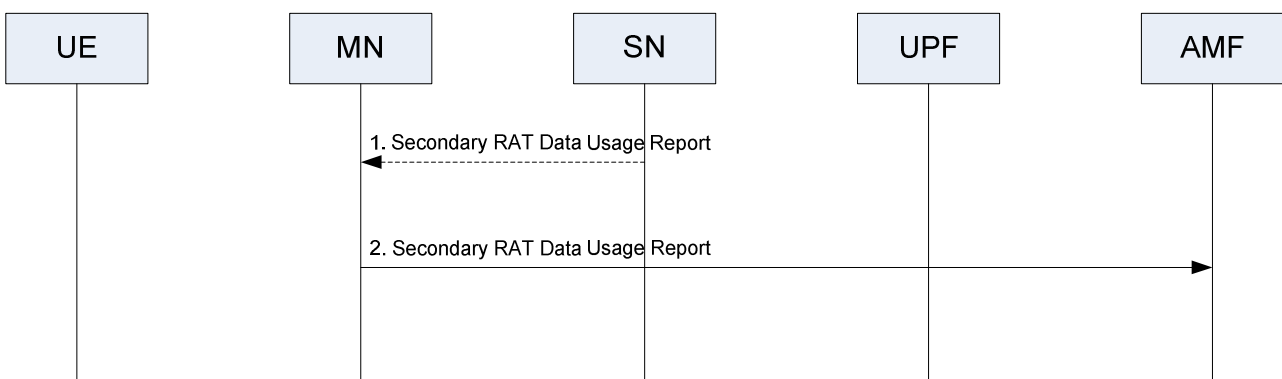 UE
MN
SN
UPF
AMF
1. Secondary RAT Data Usage Report
2. Secondary RAT Data Usage Report